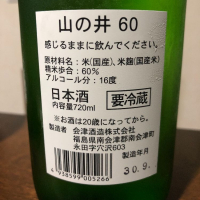 山の井 60
感じるままに飲んでください。
原材料名：米(国産米)、米麹(国産米)
精米歩合：60%
アルコール分：16度
日本酒
内容量720ml
要冷蔵
※お酒は20歳になってから。
製造者 会津酒造株式会社
福島県南会津郡南会津町
永田字穴沢603
製造年月
30.9.
4938599005266